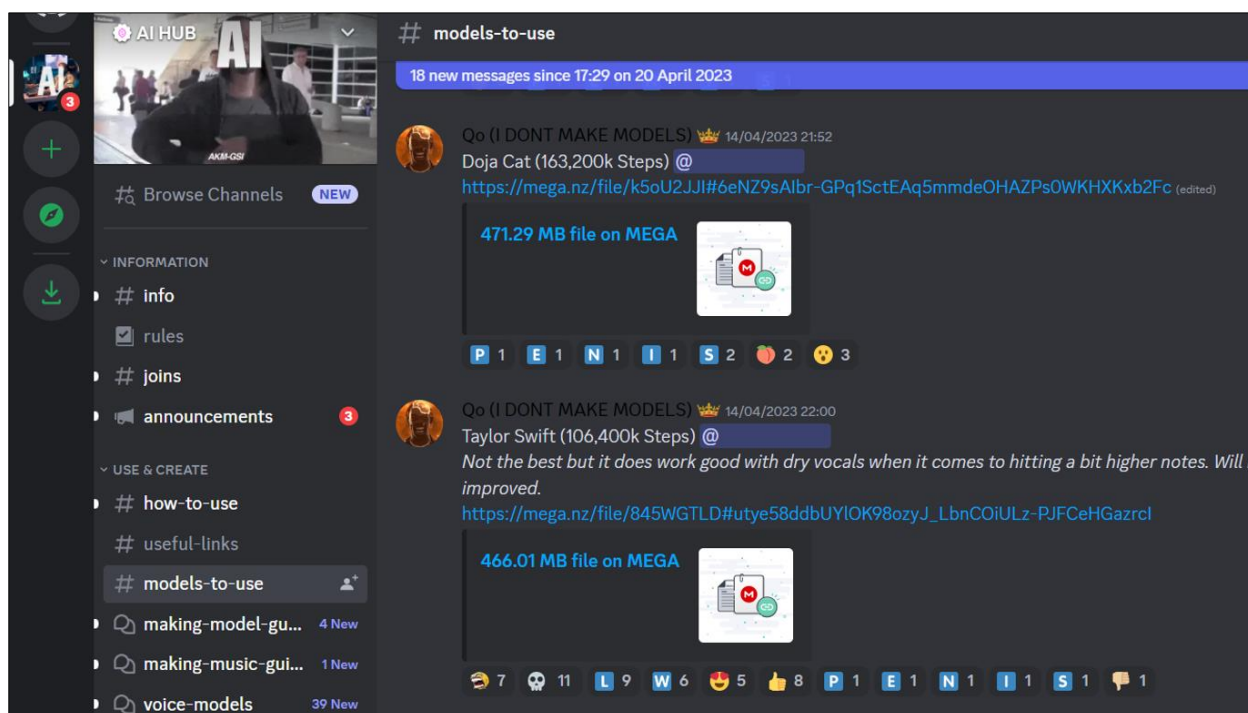 AI HUB
AI
AKM-GSI
AI
3
Browse Channels NEW
INFORMATION
info
rules
joins
announcements 3
USE & CREATE
how-to-use
useful-links
models-to-use
making-model-gu... 4 New
making-music-gui... 1 New
voice-models 39 New
models-to-use
18 new messages since 17:29 on 20 April 2023
Qo (I DONT MAKE MODELS) 14/04/2023 21:52
Doja Cat (163,200k Steps) @
https://mega.nz/file/k5oU2JJI#6eNZ9sAIbr-GPq1SctEAq5mmdeOHAZPs0WKHXKxb2Fc (edited)
471.29 MB file on MEGA
P 1 E 1 N 1 I 1 S 2 🍑 2 😮 3
Qo (I DONT MAKE MODELS) 14/04/2023 22:00
Taylor Swift (106,400k Steps) @
Not the best but it does work good with dry vocals when it comes to hitting a bit higher notes. Will
improved.
https://mega.nz/file/845WGTLD#utye58ddbUYlOK98ozyJ_LbnCOiULz-PJFCeHGazrcI
466.01 MB file on MEGA
7 💀 11 L 9 W 6 😍 5 👍 8 P 1 E 1 N 1 I 1 S 1 👎 1